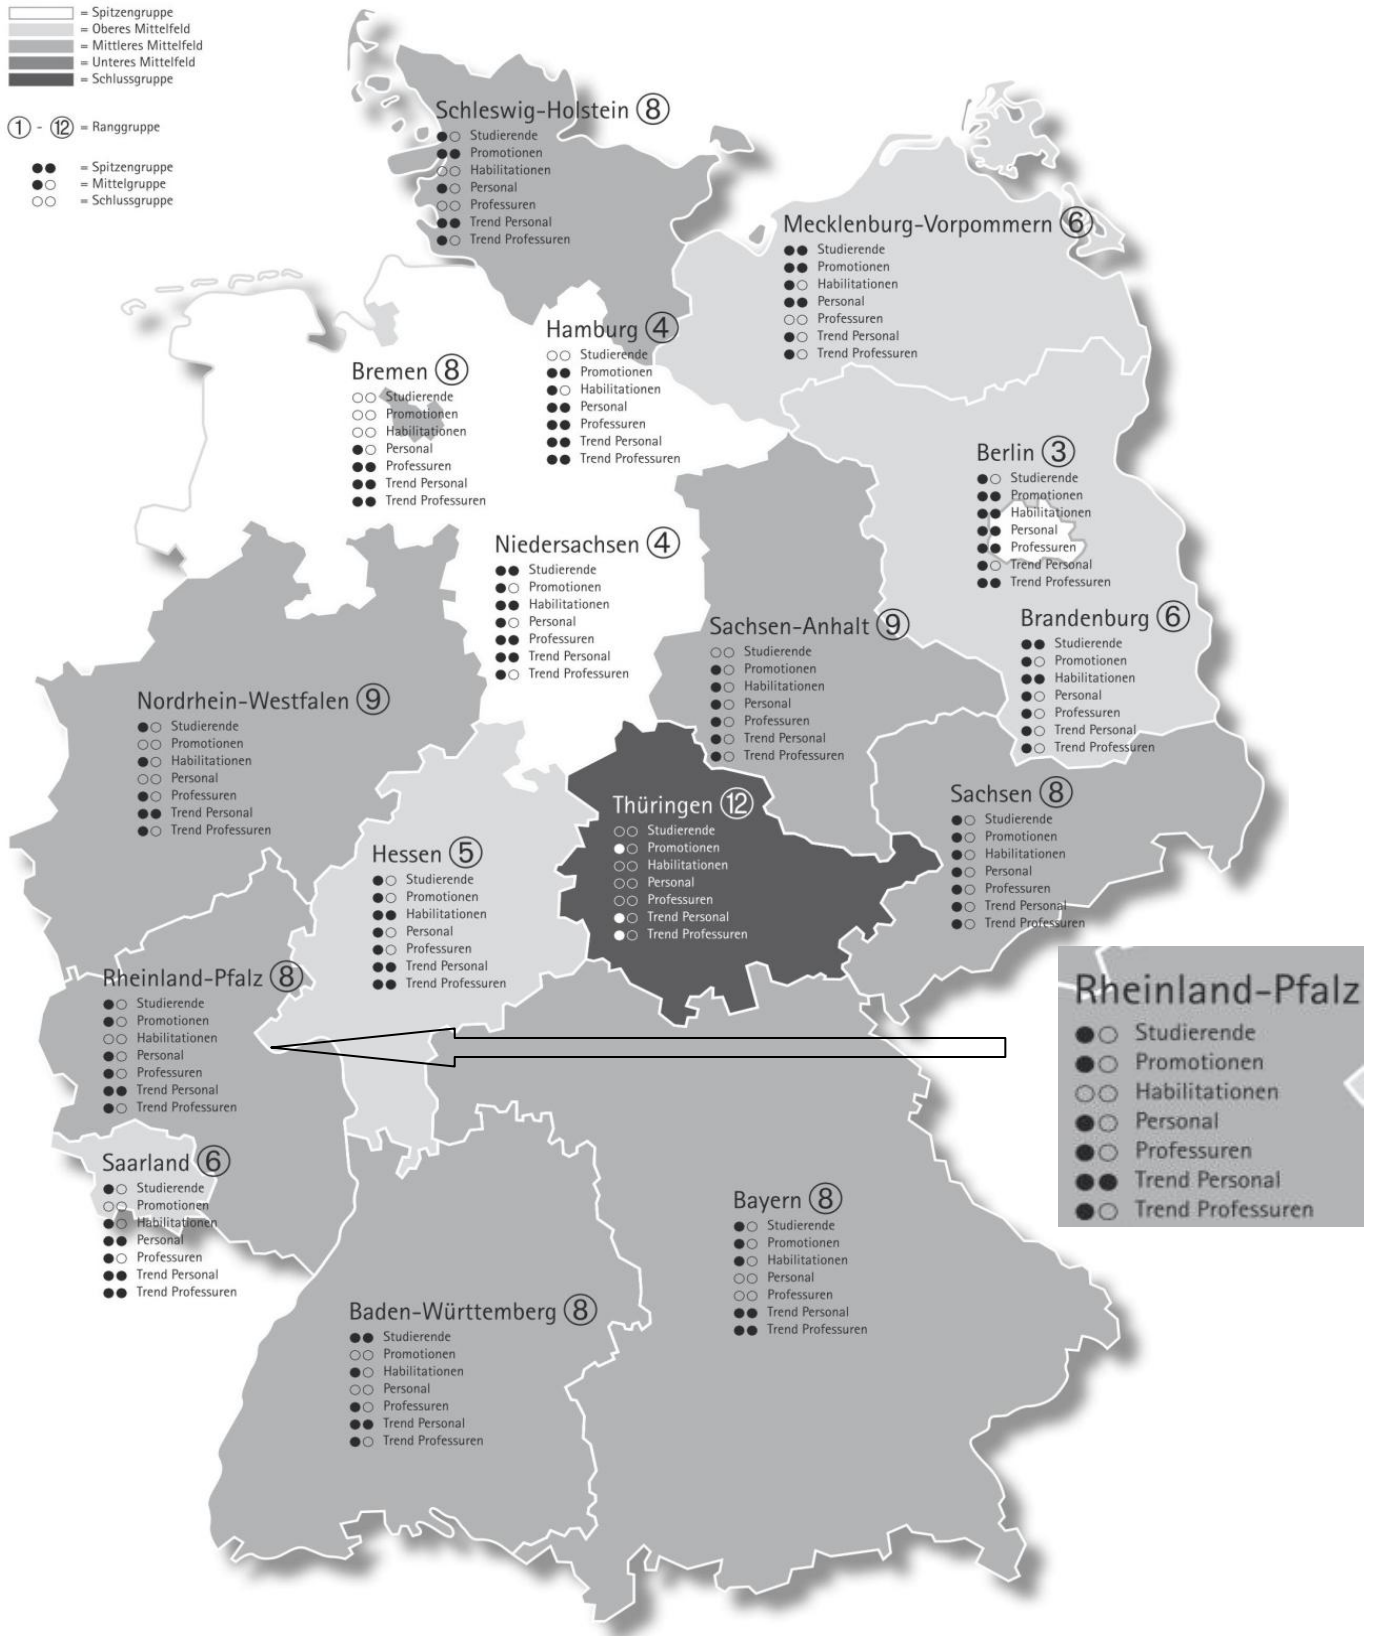 = Spitzengruppe
= Oberes Mittelfeld
= Mittleres Mittelfeld
= Unteres Mittelfeld
= Schlussgruppe
① - ⑫ = Ranggruppe
●● = Spitzengruppe
●○ = Mittelgruppe
○○ = Schlussgruppe
Schleswig-Holstein ⑧
●○ Studierende
●● Promotionen
○○ Habilitationen
●○ Personal
○○ Professuren
●● Trend Personal
●○ Trend Professuren
Mecklenburg-Vorpommern ⑥
●● Studierende
●● Promotionen
●○ Habilitationen
●● Personal
○○ Professuren
●○ Trend Personal
●○ Trend Professuren
Hamburg ④
○○ Studierende
●● Promotionen
●○ Habilitationen
●● Personal
●● Professuren
●● Trend Personal
●● Trend Professuren
Bremen ⑧
○○ Studierende
○○ Promotionen
○○ Habilitationen
●○ Personal
●● Professuren
●● Trend Personal
●● Trend Professuren
Berlin ③
●○ Studierende
●● Promotionen
●● Habilitationen
●● Personal
●● Professuren
●○ Trend Personal
●● Trend Professuren
Niedersachsen ④
●● Studierende
●○ Promotionen
●● Habilitationen
●○ Personal
●● Professuren
●● Trend Personal
●○ Trend Professuren
Brandenburg ⑥
●● Studierende
●○ Promotionen
●● Habilitationen
●○ Personal
●○ Professuren
●○ Trend Personal
●○ Trend Professuren
Sachsen-Anhalt ⑨
○○ Studierende
●○ Promotionen
●○ Habilitationen
●○ Personal
●○ Professuren
●○ Trend Personal
●○ Trend Professuren
Nordrhein-Westfalen ⑨
●○ Studierende
○○ Promotionen
●○ Habilitationen
○○ Personal
●○ Professuren
●● Trend Personal
●○ Trend Professuren
Sachsen ⑧
●○ Studierende
●○ Promotionen
●○ Habilitationen
●○ Personal
●○ Professuren
●○ Trend Personal
●○ Trend Professuren
Thüringen ⑫
○○ Studierende
●○ Promotionen
○○ Habilitationen
○○ Personal
○○ Professuren
●○ Trend Personal
●○ Trend Professuren
Hessen ⑤
●○ Studierende
●○ Promotionen
●● Habilitationen
●○ Personal
●○ Professuren
●● Trend Personal
●● Trend Professuren
Rheinland-Pfalz ⑧
●○ Studierende
●○ Promotionen
○○ Habilitationen
●○ Personal
●○ Professuren
●● Trend Personal
●○ Trend Professuren
Rheinland-Pfalz
●○ Studierende
●○ Promotionen
○○ Habilitationen
●○ Personal
●○ Professuren
●● Trend Personal
●○ Trend Professuren
Saarland ⑥
●○ Studierende
○○ Promotionen
●○ Habilitationen
●● Personal
●○ Professuren
●● Trend Personal
●● Trend Professuren
Bayern ⑧
●○ Studierende
●○ Promotionen
●○ Habilitationen
○○ Personal
○○ Professuren
●● Trend Personal
●● Trend Professuren
Baden-Württemberg ⑧
●● Studierende
○○ Promotionen
●○ Habilitationen
○○ Personal
●○ Professuren
●● Trend Personal
●○ Trend Professuren